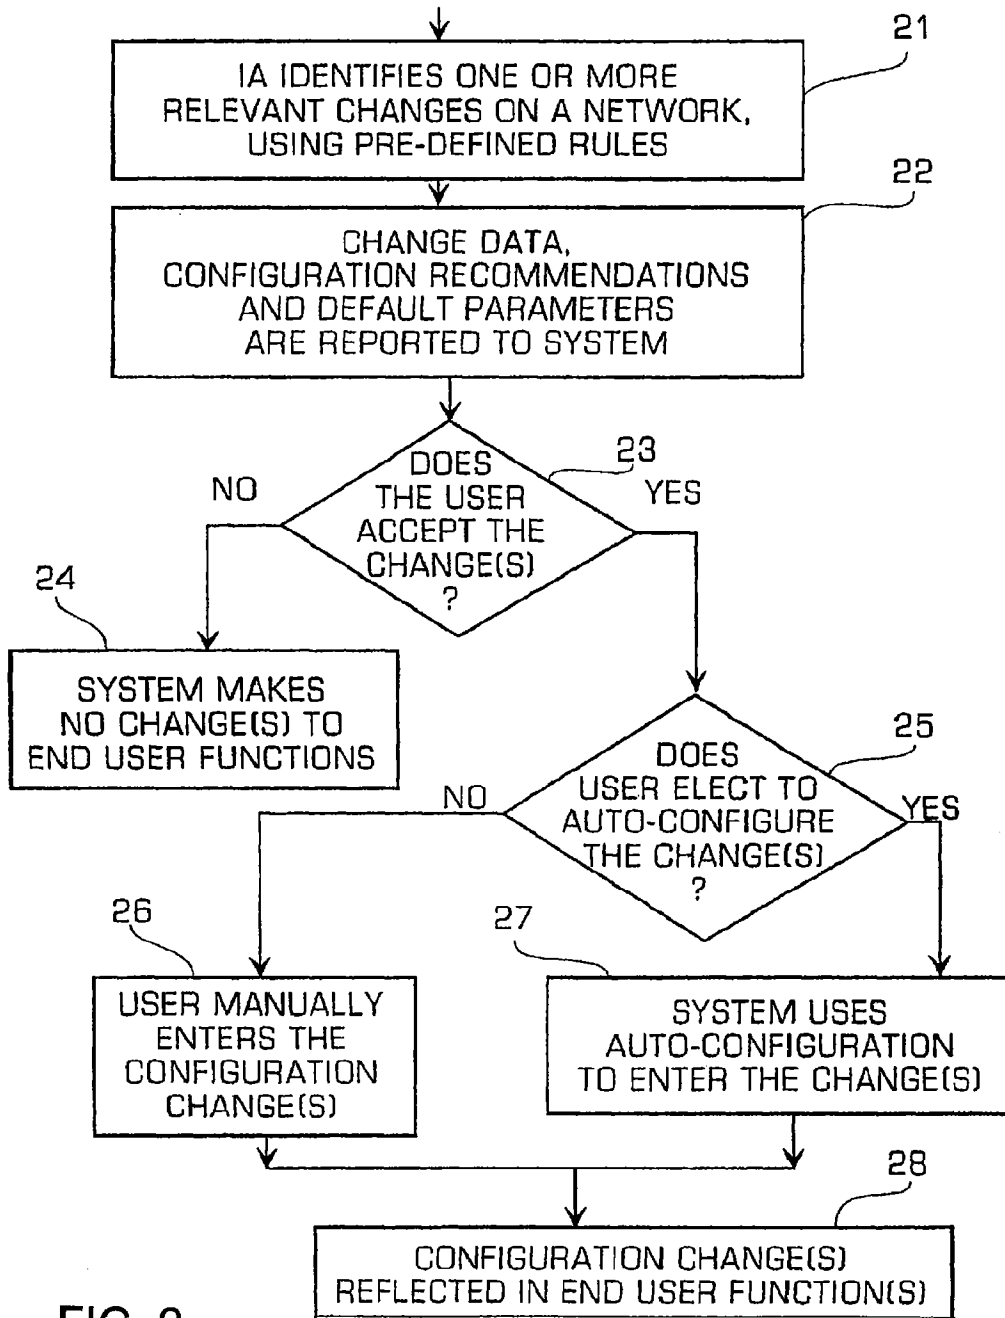 21
IA IDENTIFIES ONE OR MORE
RELEVANT CHANGES ON A NETWORK,
USING PRE-DEFINED RULES
22
CHANGE DATA,
CONFIGURATION RECOMMENDATIONS
AND DEFAULT PARAMETERS
ARE REPORTED TO SYSTEM
23
DOES
THE USER
ACCEPT THE
CHANGE(S)
?
NO
YES
24
SYSTEM MAKES
NO CHANGE(S) TO
END USER FUNCTIONS
25
DOES
USER ELECT TO
AUTO-CONFIGURE
THE CHANGE(S)
?
NO
YES
26
USER MANUALLY
ENTERS THE
CONFIGURATION
CHANGE(S)
27
SYSTEM USES
AUTO-CONFIGURATION
TO ENTER THE CHANGE(S)
28
CONFIGURATION CHANGE(S)
REFLECTED IN END USER FUNCTION(S)
FIG.